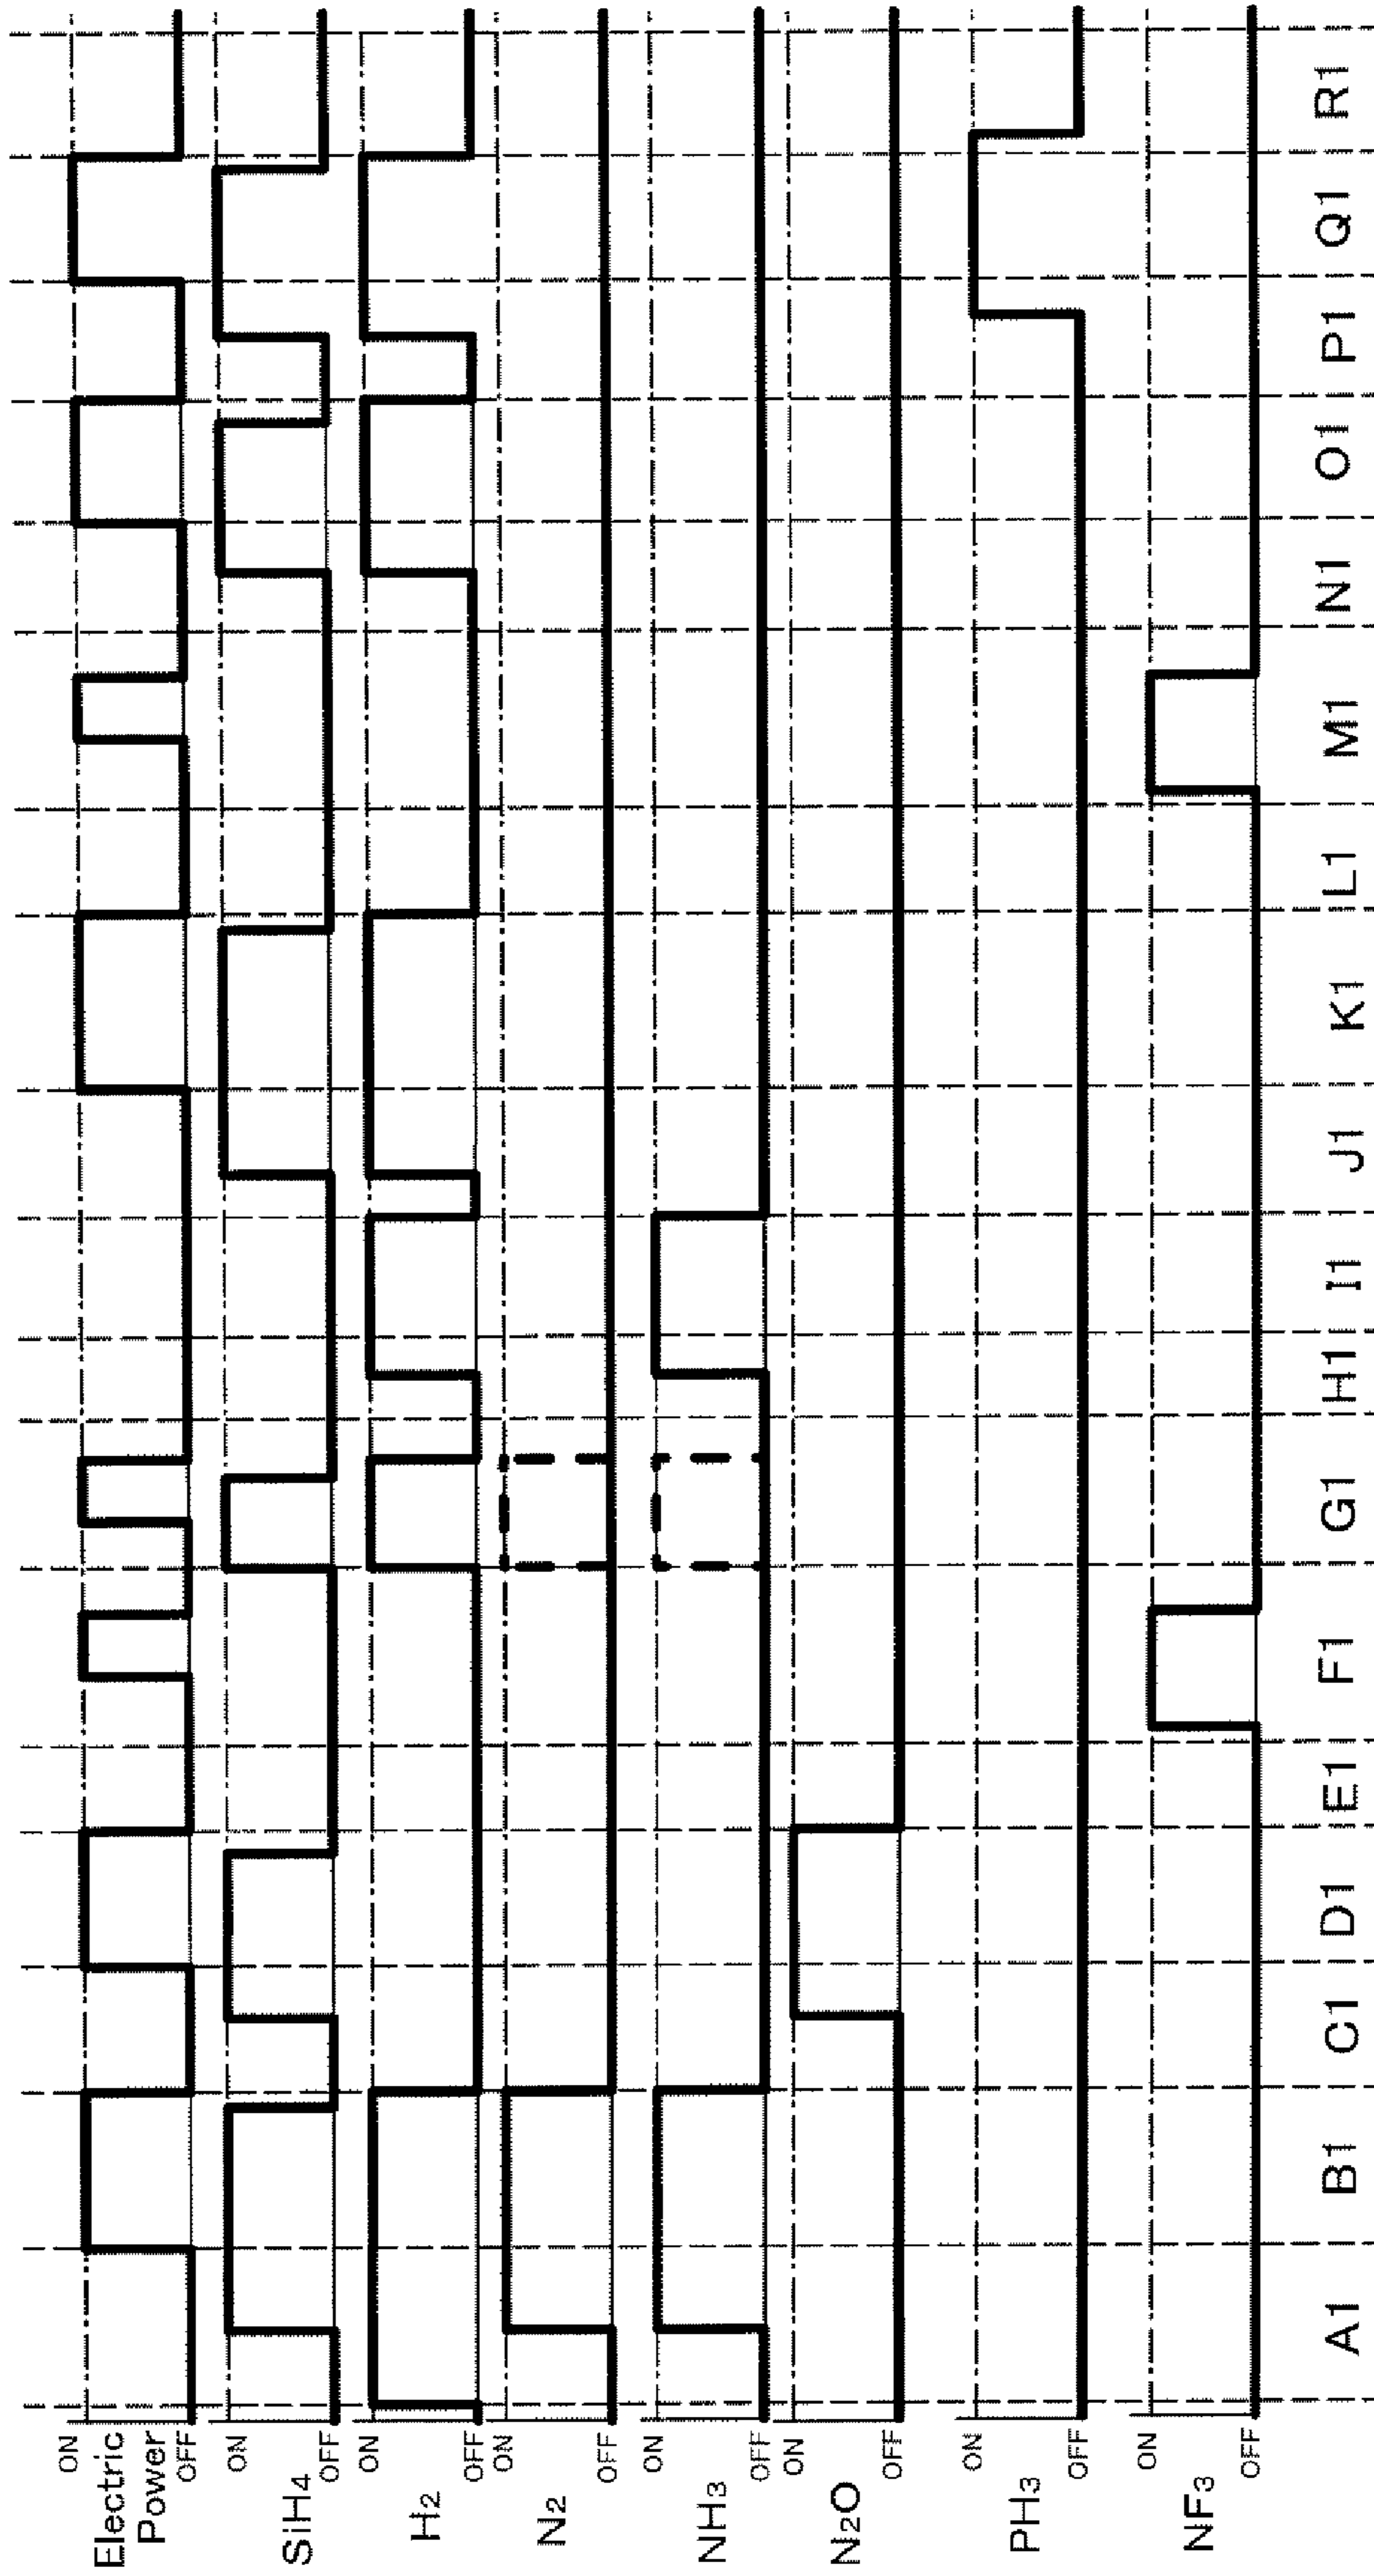 ON
Electric
Power
OFF
ON
SiH4
OFF
ON
H2
OFF
ON
N2
OFF
ON
NH3
OFF
ON
N2O
OFF
ON
PH3
OFF
ON
NF3
OFF
A1 B1 C1 D1 E1 F1 G1 H1 I1 J1 K1 L1 M1 N1 O1 P1 Q1 R1